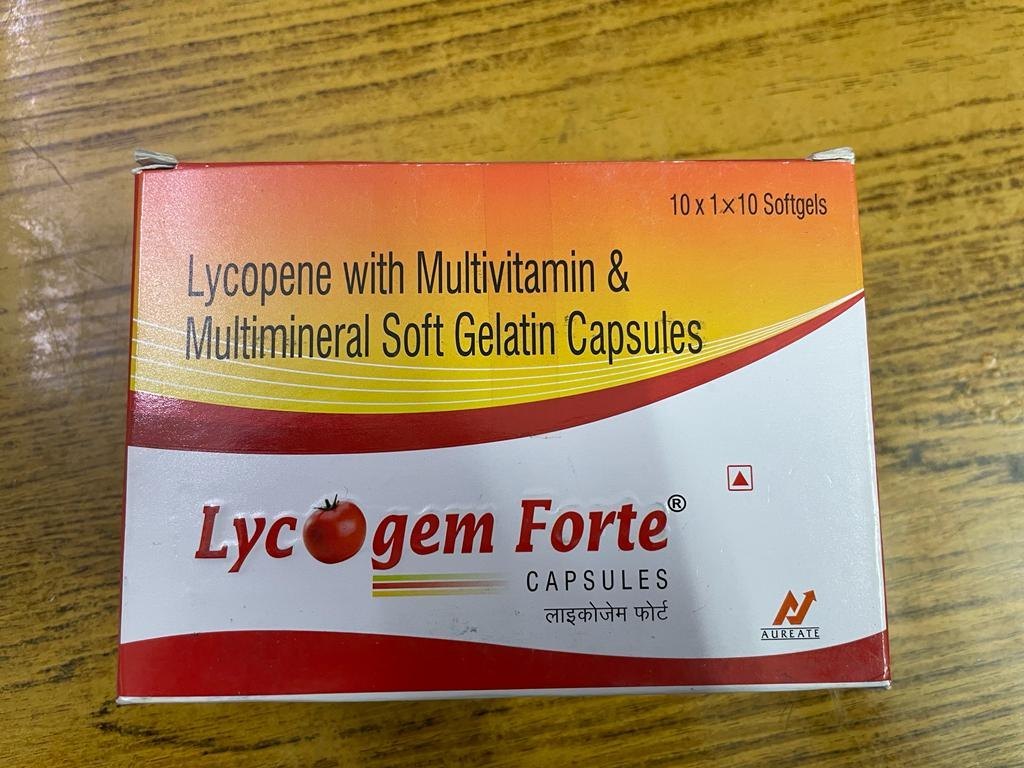 10 x 1×10 Softgels
Lycopene with Multivitamin &
Multimineral Soft Gelatin Capsules
Lycogem Forte®
CAPSULES
लाइकोजेम फोर्ट
AUREATE